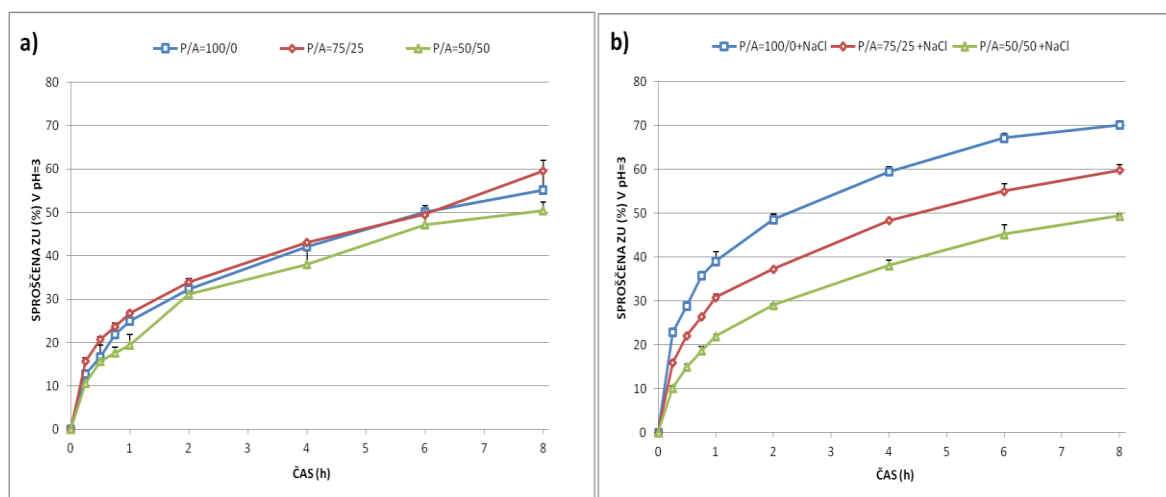 a)
P/A=100/0 P/A=75/25 P/A=50/50
SPROŠČENA ZU (%) V pH=3
80
70
60
50
40
30
20
10
0
0 1 2 3 4 5 6 7 8
ČAS (h)
b)
P/A=100/0+NaCl P/A=75/25 +NaCl P/A=50/50 +NaCl
SPROŠČENA ZU (%) V pH=3
80
70
60
50
40
30
20
10
0
0 1 2 3 4 5 6 7 8
ČAS (h)